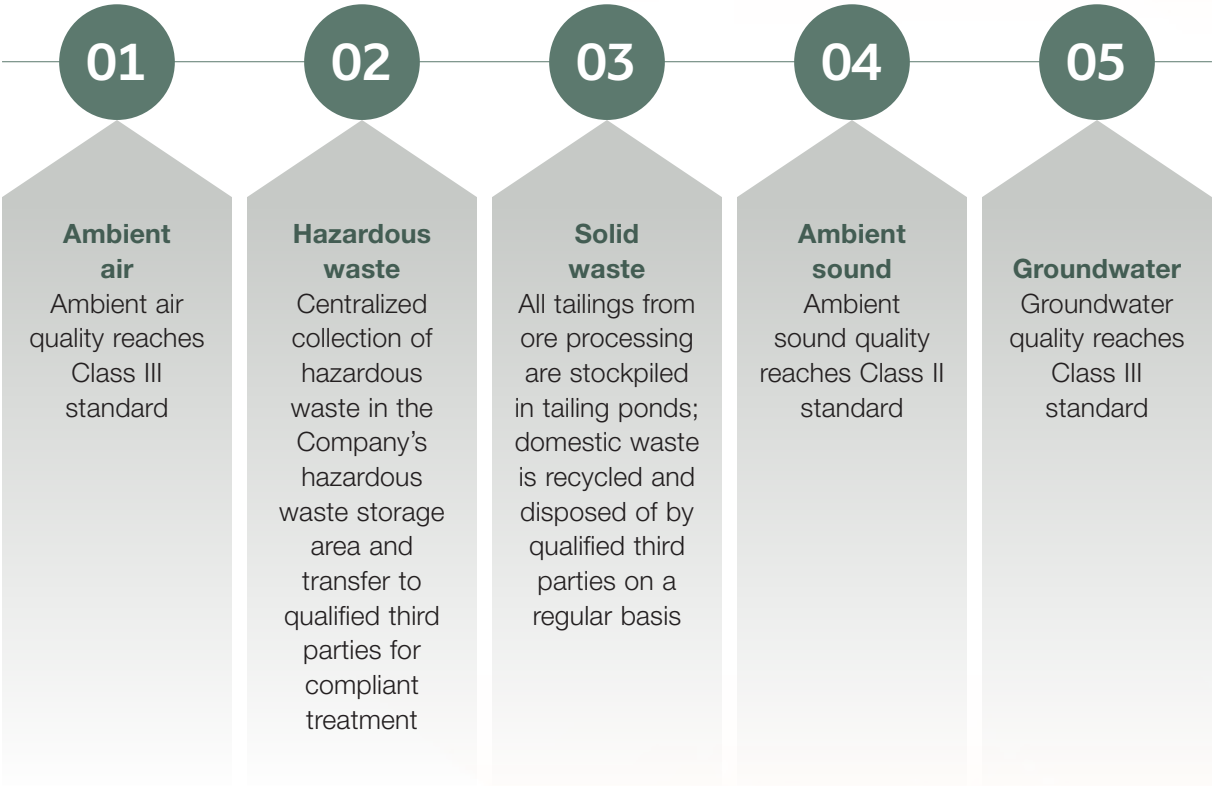 01
Ambient
air
Ambient air
quality reaches
Class III
standard
02
Hazardous
waste
Centralized
collection of
hazardous
waste in the
Company’s
hazardous
waste storage
area and
transfer to
qualified third
parties for
compliant
treatment
03
Solid
waste
All tailings from
ore processing
are stockpiled
in tailing ponds;
domestic waste
is recycled and
disposed of by
qualified third
parties on a
regular basis
04
Ambient
sound
Ambient
sound quality
reaches Class II
standard
05
Groundwater
Groundwater
quality reaches
Class III
standard